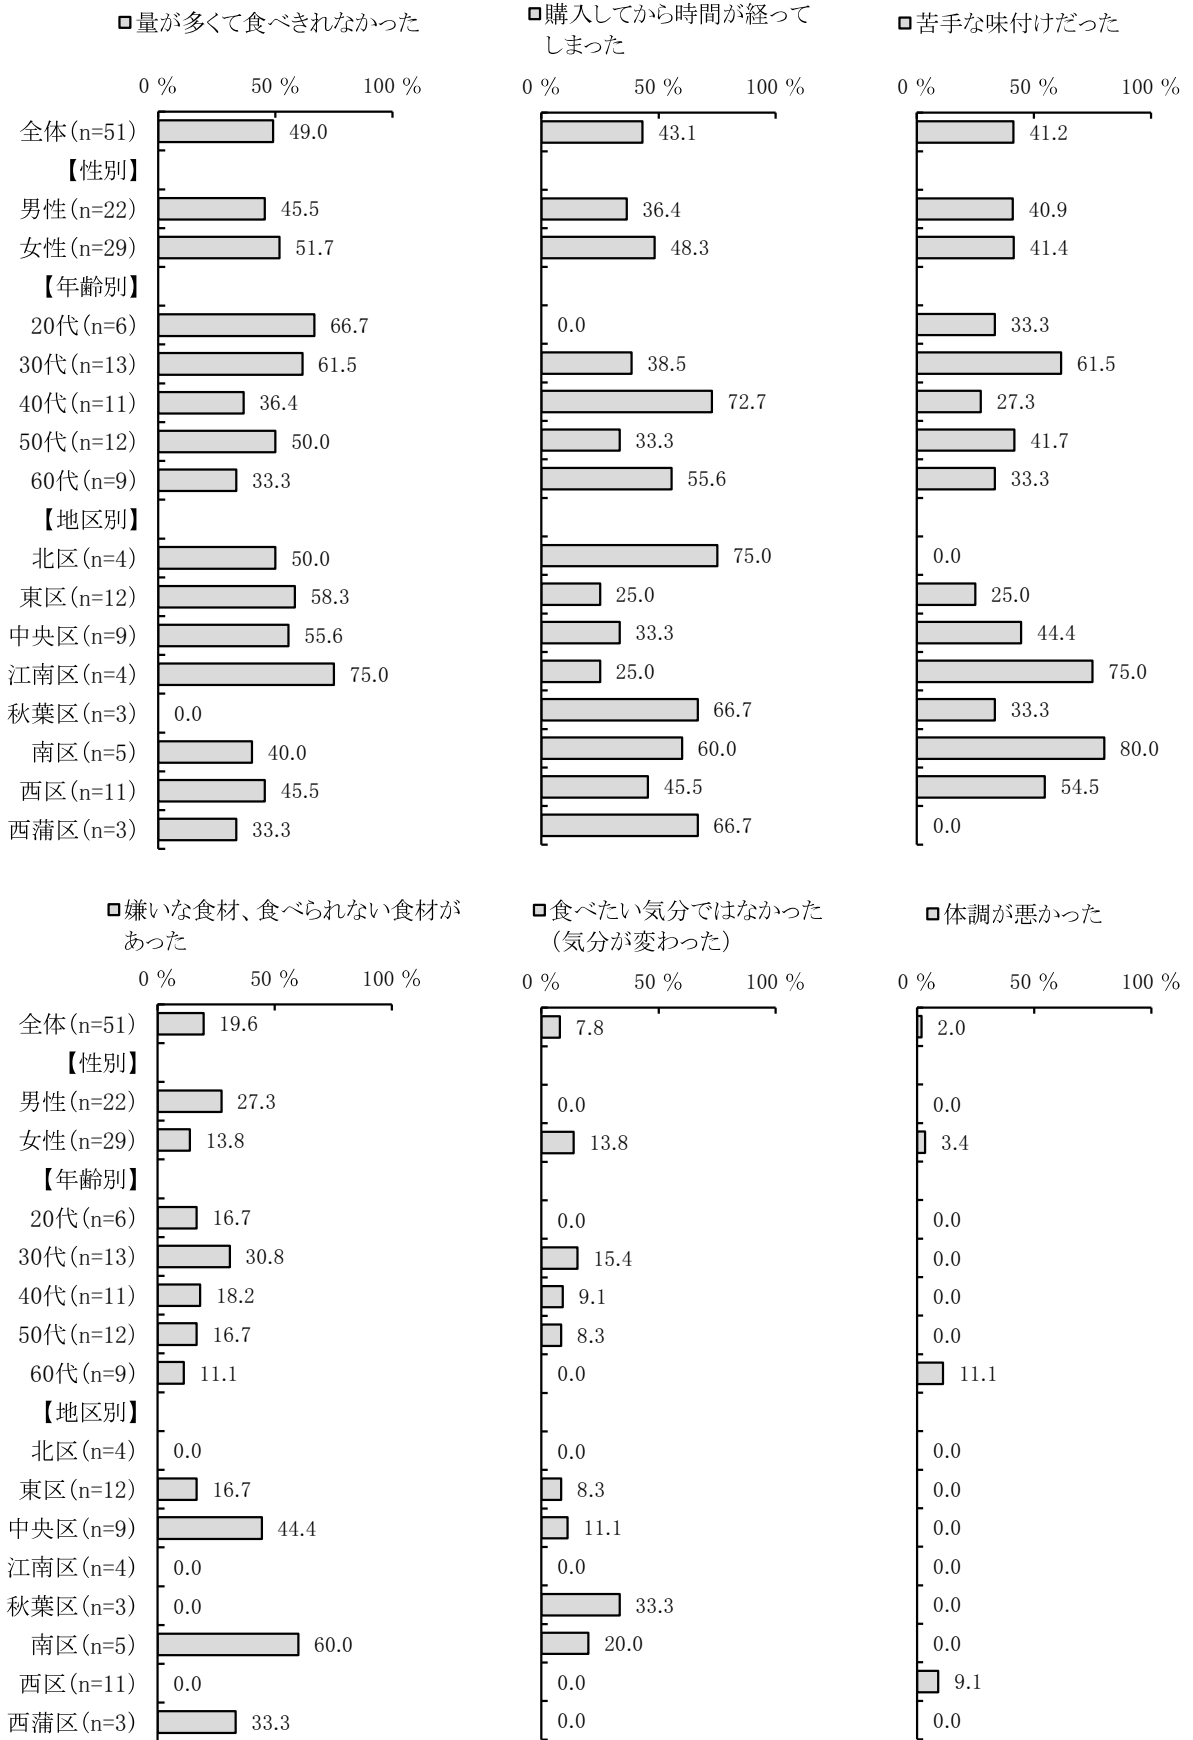 量が多くて食べきれなかった
購入してから時間が経って
しまった
苦手な味付けだった
0 % 50 % 100 % 0 % 50 % 100 % 0 % 50 % 100 %
全体(n=51) 49.0 43.1 41.2
【性別】
男性(n=22) 45.5 36.4 40.9
女性(n=29) 51.7 48.3 41.4
【年齢別】
20代(n=6) 66.7 0.0 33.3
30代(n=13) 61.5 38.5 61.5
40代(n=11) 36.4 72.7 27.3
50代(n=12) 50.0 33.3 41.7
60代(n=9) 33.3 55.6 33.3
【地区別】
北区(n=4) 50.0 75.0 0.0
東区(n=12) 58.3 25.0 25.0
中央区(n=9) 55.6 33.3 44.4
江南区(n=4) 75.0 25.0 75.0
秋葉区(n=3) 0.0 66.7 33.3
南区(n=5) 40.0 60.0 80.0
西区(n=11) 45.5 45.5 54.5
西蒲区(n=3) 33.3 66.7 0.0
嫌いな食材、食べられない食材が
あった
食べたい気分ではなかった
(気分が変わった)
体調が悪かった
0 % 50 % 100 % 0 % 50 % 100 % 0 % 50 % 100 %
全体(n=51) 19.6 7.8 2.0
【性別】
男性(n=22) 27.3 0.0 0.0
女性(n=29) 13.8 13.8 3.4
【年齢別】
20代(n=6) 16.7 0.0 0.0
30代(n=13) 30.8 15.4 0.0
40代(n=11) 18.2 9.1 0.0
50代(n=12) 16.7 8.3 0.0
60代(n=9) 11.1 0.0 11.1
【地区別】
北区(n=4) 0.0 0.0 0.0
東区(n=12) 16.7 8.3 0.0
中央区(n=9) 44.4 11.1 0.0
江南区(n=4) 0.0 0.0 0.0
秋葉区(n=3) 0.0 33.3 0.0
南区(n=5) 60.0 20.0 0.0
西区(n=11) 0.0 0.0 9.1
西蒲区(n=3) 33.3 0.0 0.0